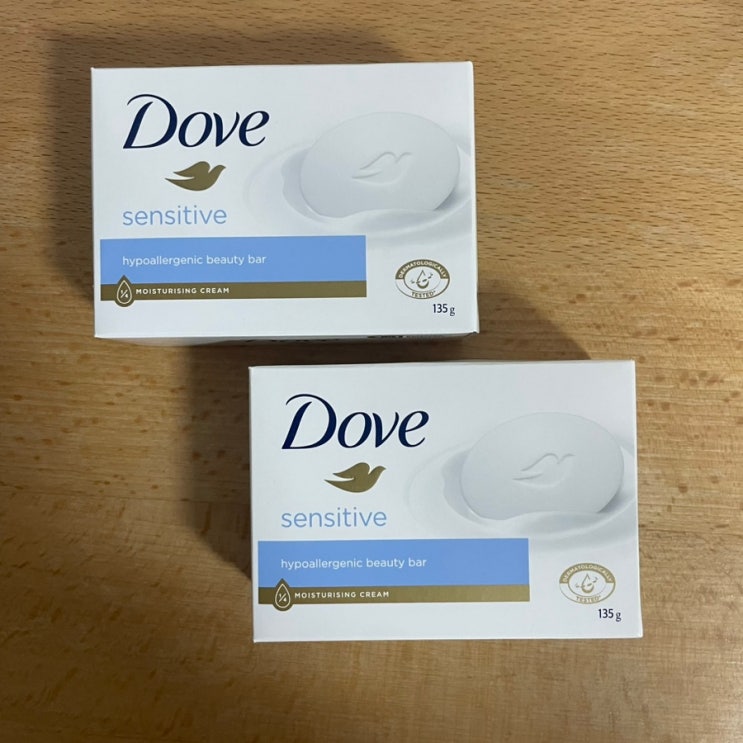 Dove
sensitive
hypoallergenic beauty bar
¼ MOISTURISING CREAM
DERMATOLOGICALLY
TESTED*
135 g
Dove
sensitive
hypoallergenic beauty bar
¼ MOISTURISING CREAM
DERMATOLOGICALLY
TESTED*
135 g